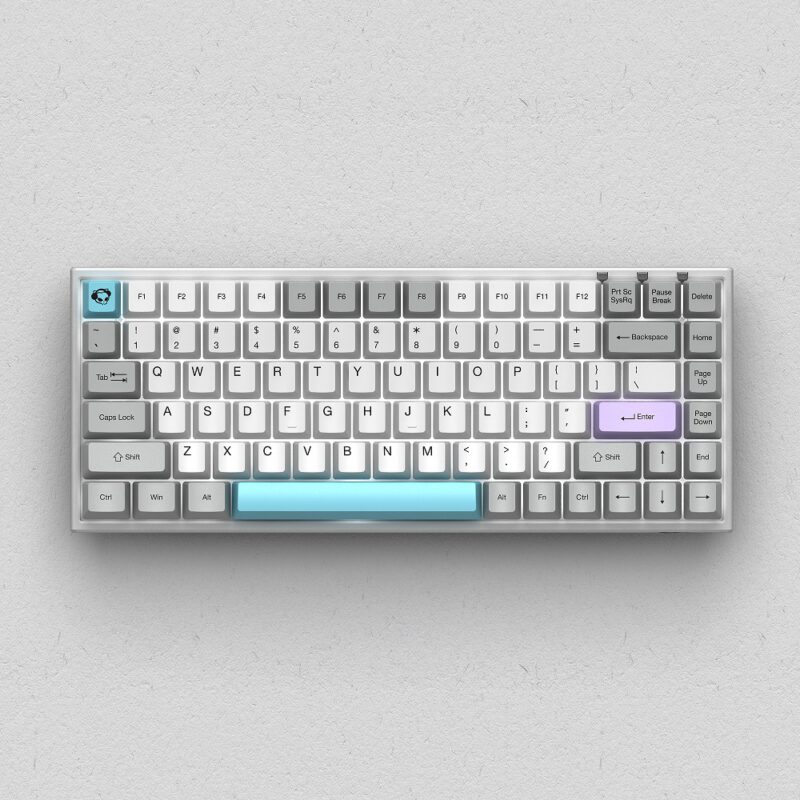 F1 F2 F3 F4 F5 F6 F7 F8 F9 F10 F11 F12 Prt Sc Pause Delete
SysRq Break
~ ! @ # $ % ^ & * ( ) — + ← Backspace Home
` 1 2 3 4 5 6 7 8 9 0 – =
Tab Q W E R T Y U I O P { } ¦ Page
[ ] \ Up
Caps Lock A S D F G H J K L : " Enter Page
; ' Down
⇧ Shift Z X C V B N M < > ? ⇧ Shift ↑ End
, . /
Ctrl Win Alt Alt Fn Ctrl ← ↓ →